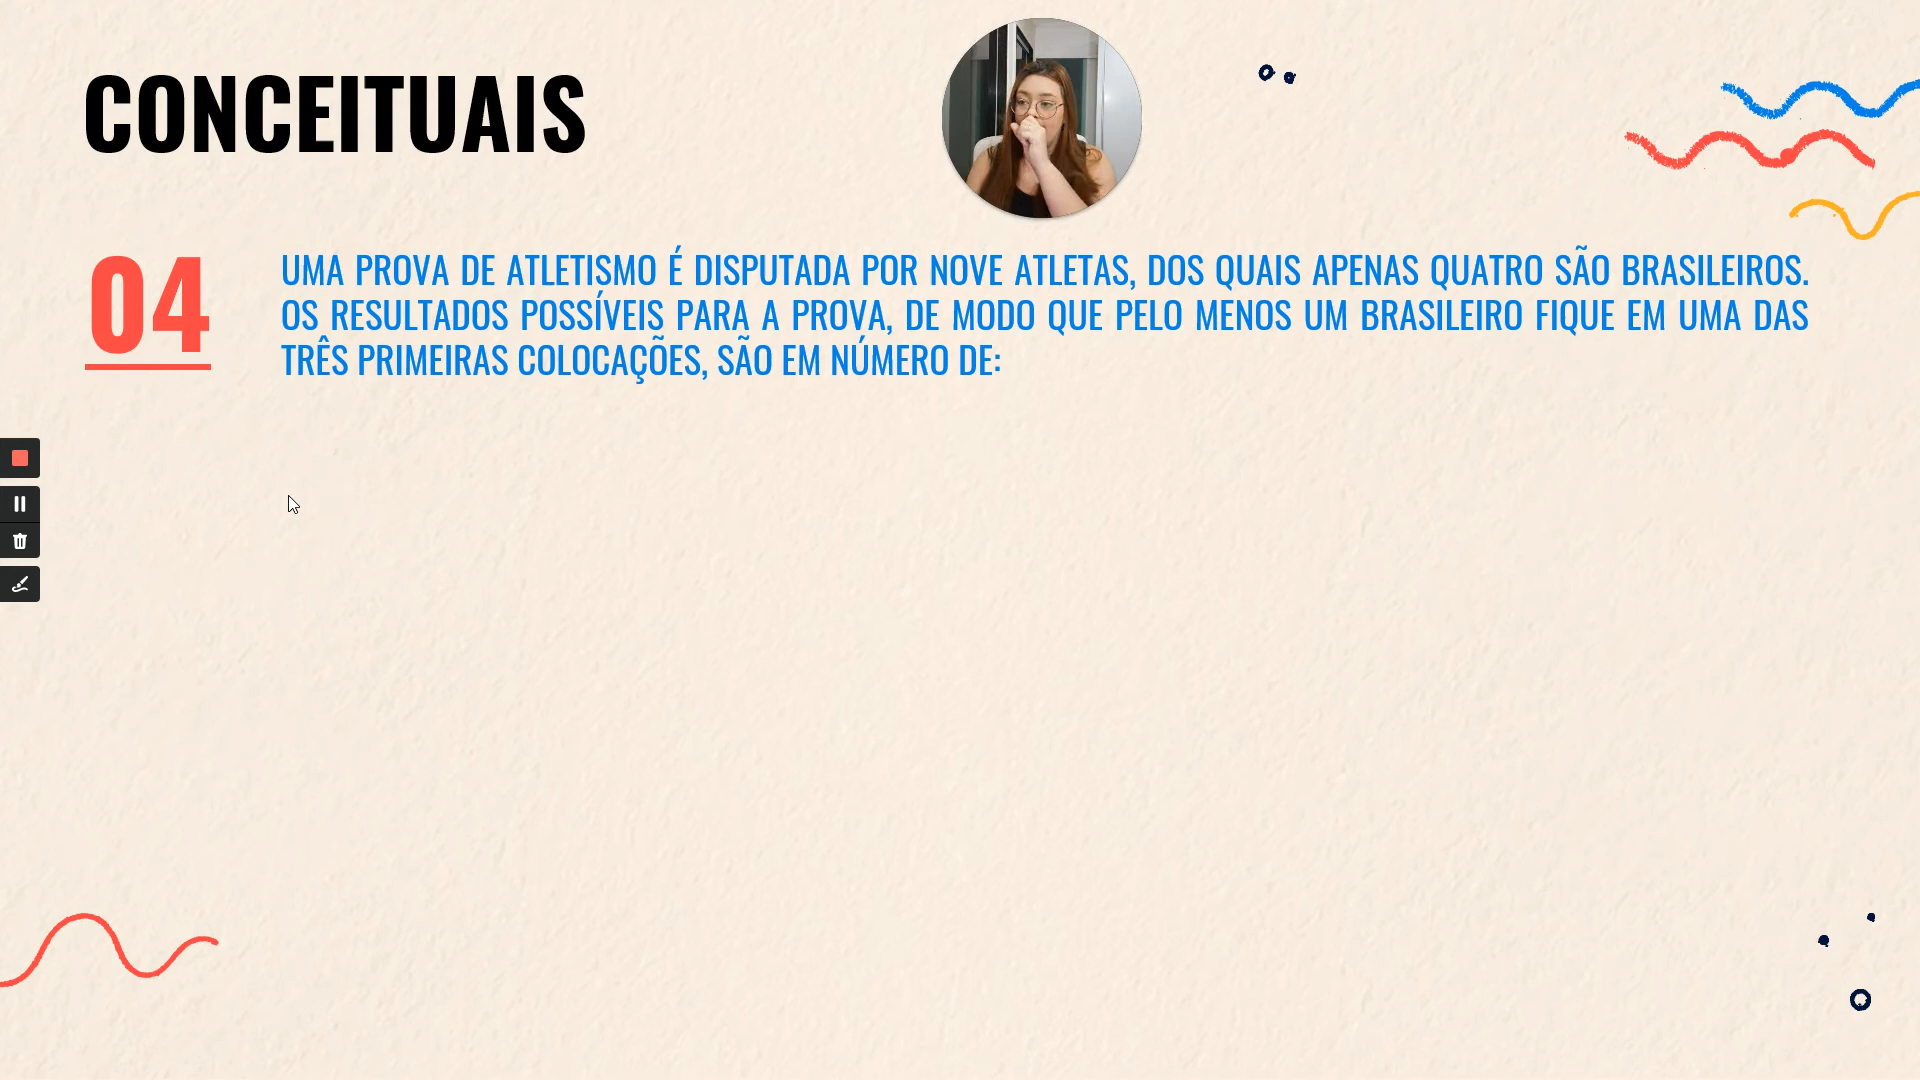 CONCEITUAIS
04
UMA PROVA DE ATLETISMO É DISPUTADA POR NOVE ATLETAS, DOS QUAIS APENAS QUATRO SÃO BRASILEIROS.
OS RESULTADOS POSSÍVEIS PARA A PROVA, DE MODO QUE PELO MENOS UM BRASILEIRO FIQUE EM UMA DAS
TRÊS PRIMEIRAS COLOCAÇÕES, SÃO EM NÚMERO DE: